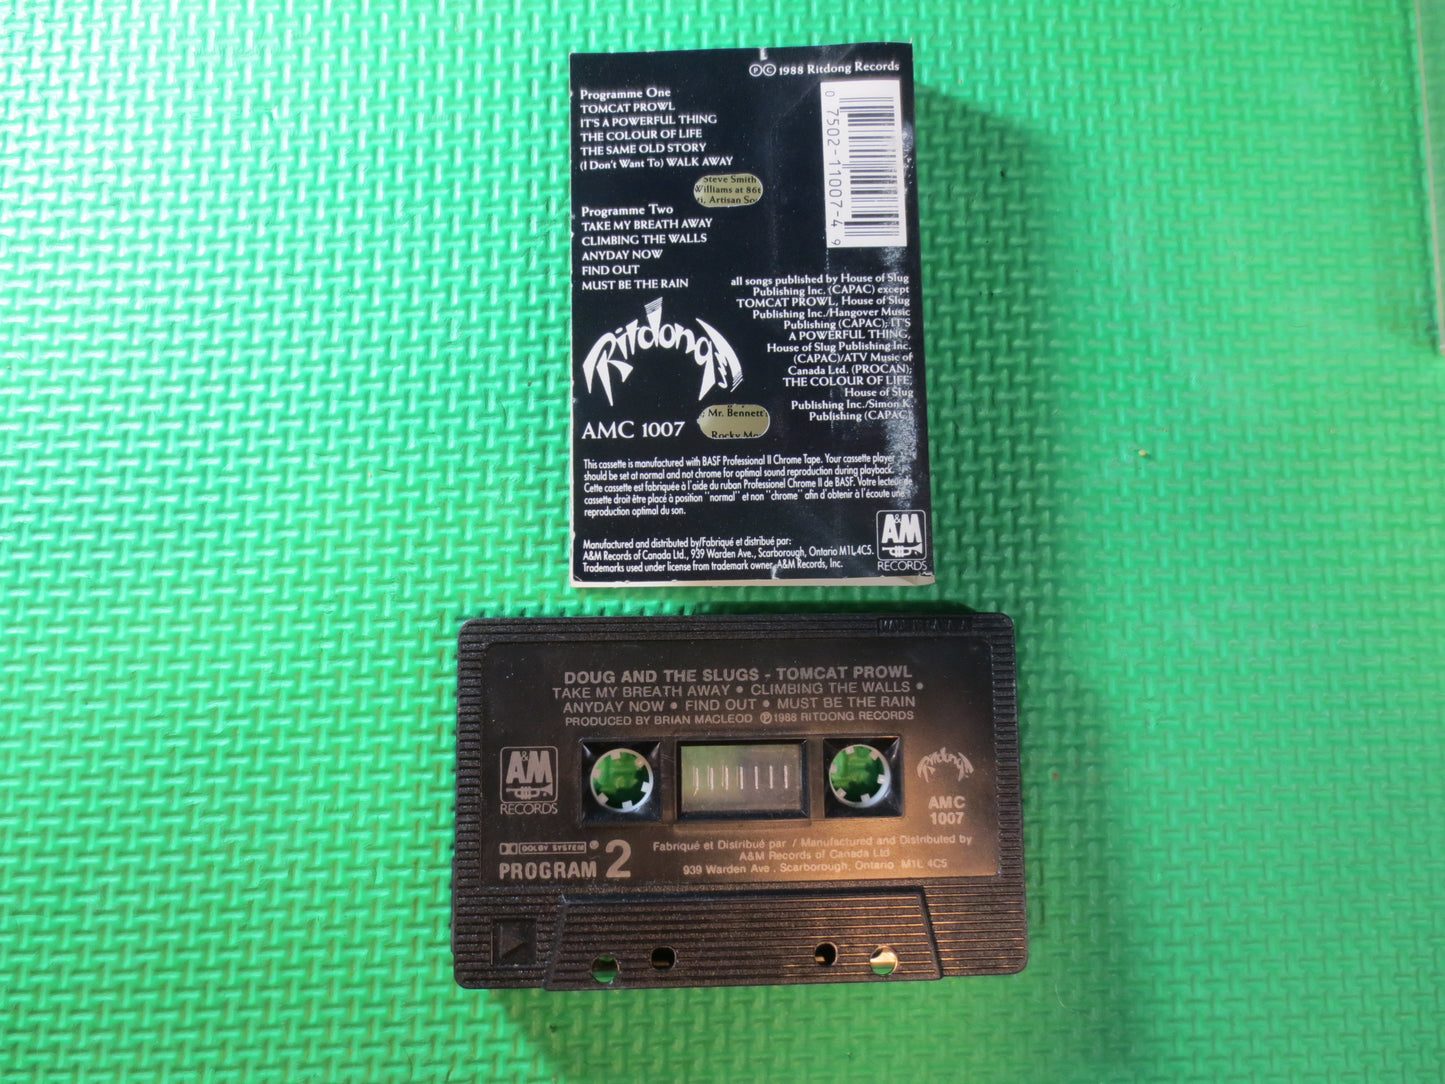 ℗© 1988 Ritdong Records
Programme One
TOMCAT PROWL
IT'S A POWERFUL THING
THE COLOUR OF LIFE
THE SAME OLD STORY
(I Don't Want To) WALK AWAY
Steve Smith
Williams at 86t
ti, Artisan So
Programme Two
TAKE MY BREATH AWAY
CLIMBING THE WALLS
ANYDAY NOW
FIND OUT
MUST BE THE RAIN
0 7502-11007-4 9
all songs published by House of Slug
Publishing Inc. (CAPAC) except
TOMCAT PROWL, House of Slug
Publishing Inc./Hangover Music
Publishing (CAPAC); IT'S
A POWERFUL THING,
House of Slug Publishing Inc.
(CAPAC)/ATV Music of
Canada Ltd. (PROCAN);
THE COLOUR OF LIFE,
House of Slug
Publishing Inc./Simon K.
Publishing (CAPAC)
Ritdong
; Mr. Bennett
Rocky
AMC 1007
This cassette is manufactured with BASF Professional II Chrome Tape. Your cassette player
should be set at normal and not chrome for optimal sound reproduction during playback.
Cette cassette est fabriquée à l'aide du ruban Professionel Chrome II de BASF. Votre lecteur de
cassette droit être placé à position "normal" et non "chrome" afin d'obtenir à l'écoute une
reproduction optimal du son.
Manufactured and distributed by/Fabriqué et distribué par:
A&M Records of Canada Ltd., 939 Warden Ave., Scarborough, Ontario M1L 4C5.
Trademarks used under license from trademark owner, A&M Records, Inc.
A&M
RECORDS
DOUG AND THE SLUGS - TOMCAT PROWL
TAKE MY BREATH AWAY • CLIMBING THE WALLS •
ANYDAY NOW • FIND OUT • MUST BE THE RAIN
PRODUCED BY BRIAN MACLEOD ℗1988 RITDONG RECORDS
A&M
RECORDS
Ritdong
AMC
1007
DOLBY SYSTEM
PROGRAM 2
Fabriqué et Distribué par / Manufactured and Distributed by
A&M Records of Canada Ltd
939 Warden Ave., Scarborough, Ontario M1L 4C5